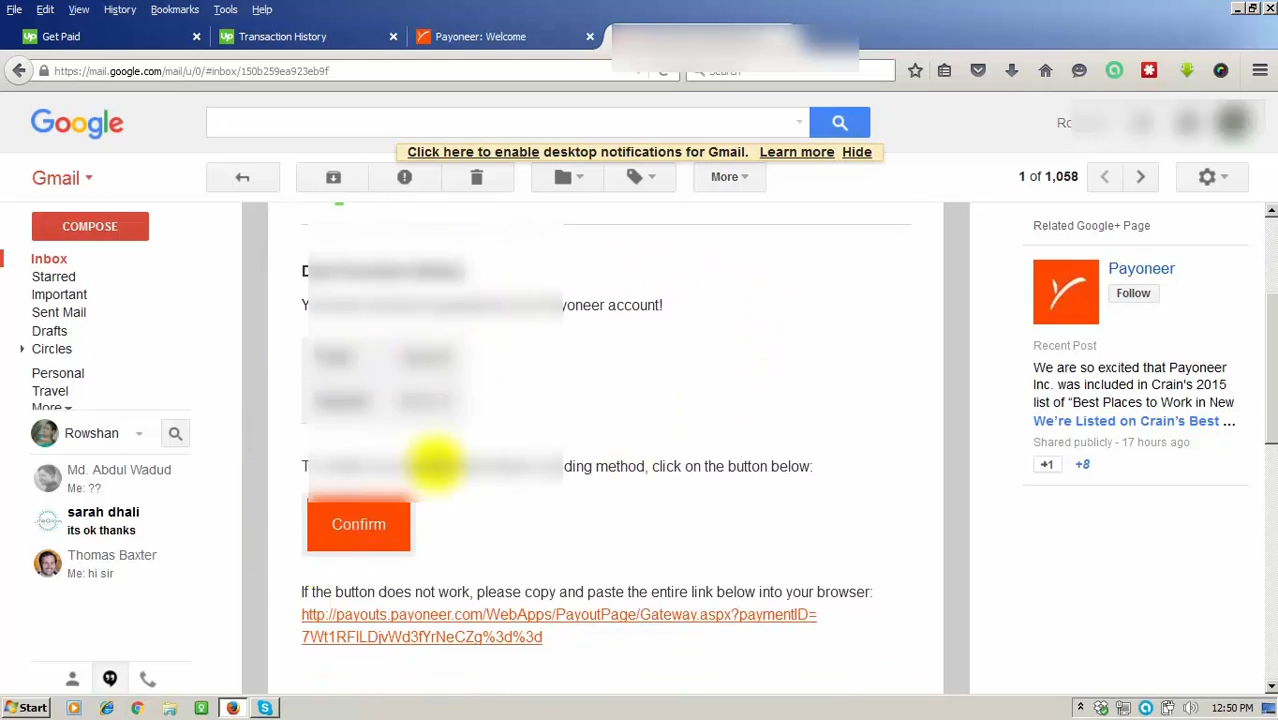 File Edit View History Bookmarks Tools Help
Up Get Paid × Up Transaction History × Payoneer: Welcome ×
https://mail.google.com/mail/u/0/#inbox/150b259ea923eb9f Search
Google
Click here to enable desktop notifications for Gmail. Learn more Hide
Gmail More 1 of 1,058
COMPOSE
Inbox
Starred
Important
Sent Mail
Drafts
Circles
Personal
Travel
More
Rowshan
Md. Abdul Wadud
Me: ??
sarah dhali
its ok thanks
Thomas Baxter
Me: hi sir
account!
method, click on the button below:
Confirm
If the button does not work, please copy and paste the entire link below into your browser:
http://payouts.payoneer.com/WebApps/PayoutPage/Gateway.aspx?paymentID=
7Wt1RFILDjvWd3fYrNeCZg%3d%3d
Related Google+ Page
Payoneer
Follow
Recent Post
We are so excited that Payoneer
Inc. was included in Crain's 2015
list of “Best Places to Work in New
We’re Listed on Crain’s Best ...
Shared publicly - 17 hours ago
+1 +8
Start 12:50 PM